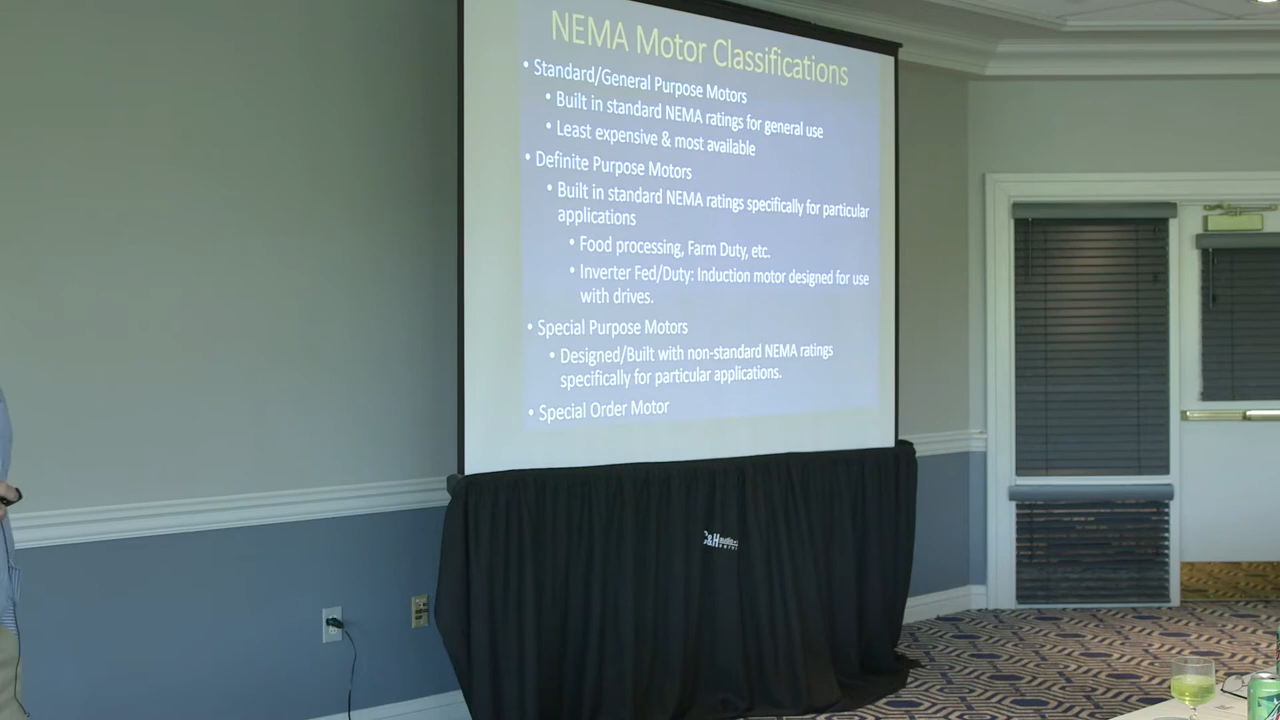 NEMA Motor Classifications
• Standard/General Purpose Motors
• Built in standard NEMA ratings for general use
• Least expensive & most available
• Definite Purpose Motors
• Built in standard NEMA ratings specifically for particular
applications
• Food processing, Farm Duty, etc.
• Inverter Fed/Duty: Induction motor designed for use
with drives.
• Special Purpose Motors
• Designed/Built with non-standard NEMA ratings
specifically for particular applications.
• Special Order Motor